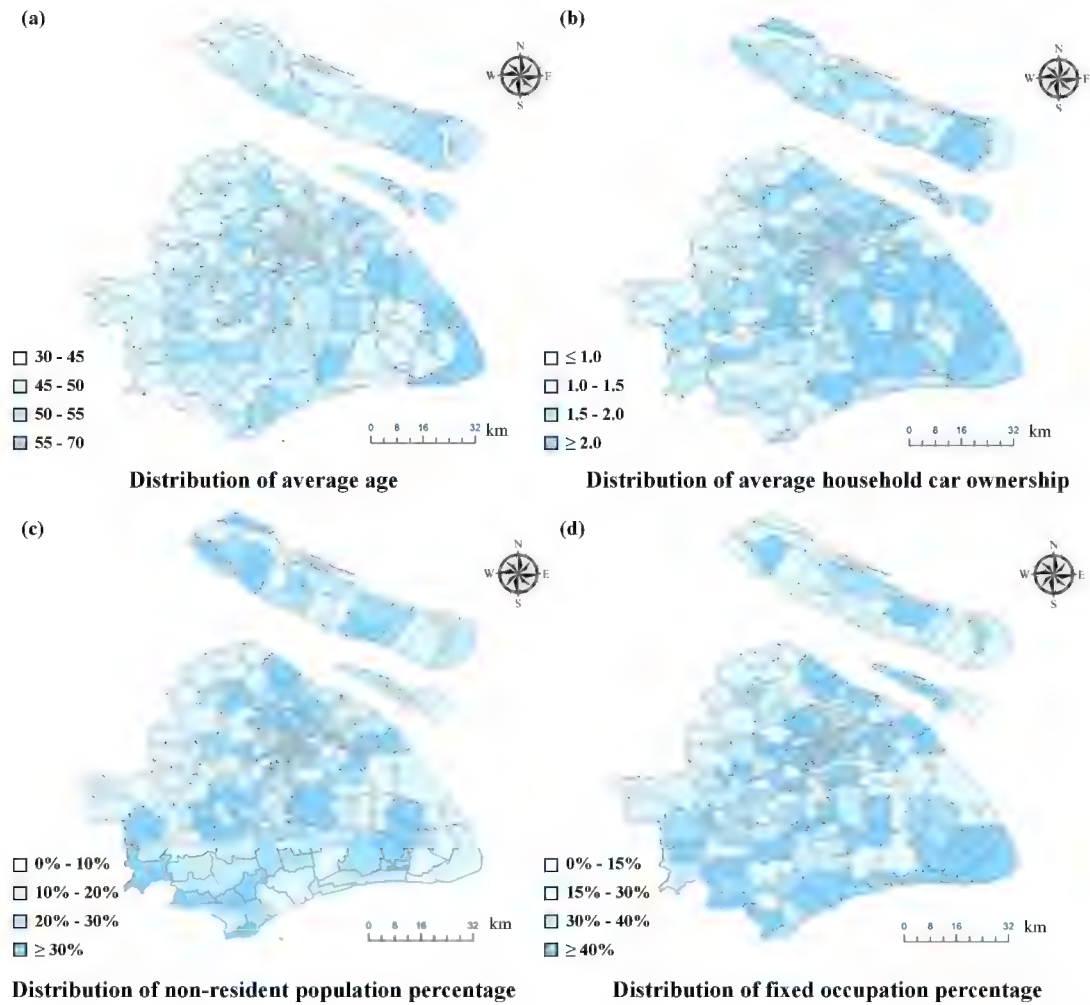 (a)
N
W E
S
30 - 45
45 - 50
50 - 55
55 - 70
0 8 16 32 km
Distribution of average age
(b)
N
W E
S
≤ 1.0
1.0 - 1.5
1.5 - 2.0
≥ 2.0
0 8 16 32 km
Distribution of average household car ownership
(c)
N
W E
S
0% - 10%
10% - 20%
20% - 30%
≥ 30%
0 8 16 32 km
Distribution of non-resident population percentage
(d)
N
W E
S
0% - 15%
15% - 30%
30% - 40%
≥ 40%
0 8 16 32 km
Distribution of fixed occupation percentage